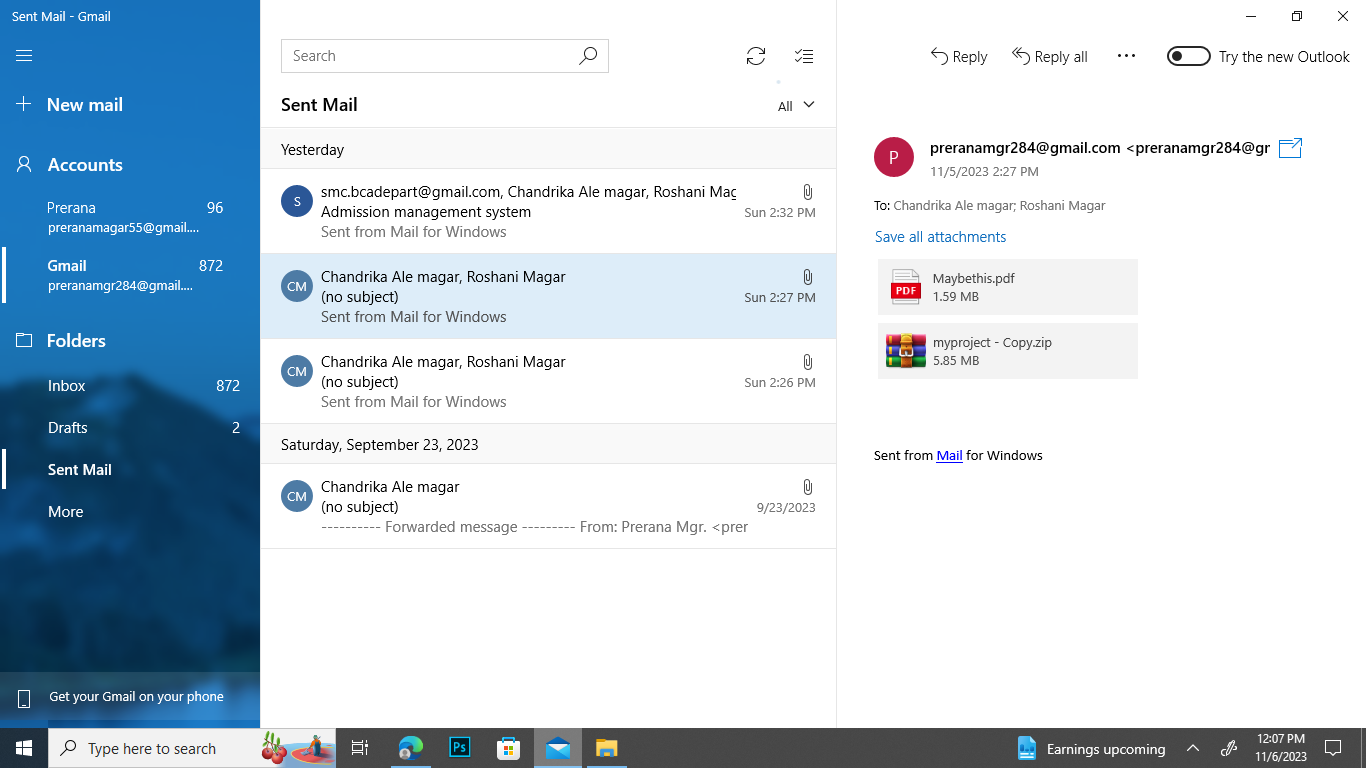 Sent Mail - Gmail
New mail
Accounts
Prerana 96
preranamagar55@gmail....
Gmail 872
preranamgr284@gmail....
Folders
Inbox 872
Drafts 2
Sent Mail
More
Get your Gmail on your phone
Search
Sent Mail
All
Yesterday
S
smc.bcadepart@gmail.com, Chandrika Ale magar, Roshani Mag
Admission management system
Sun 2:32 PM
Sent from Mail for Windows
CM
Chandrika Ale magar, Roshani Magar
(no subject)
Sun 2:27 PM
Sent from Mail for Windows
CM
Chandrika Ale magar, Roshani Magar
(no subject)
Sun 2:26 PM
Sent from Mail for Windows
Saturday, September 23, 2023
CM
Chandrika Ale magar
(no subject)
9/23/2023
---------- Forwarded message --------- From: Prerana Mgr. <prer
Reply
Reply all
Try the new Outlook
P
preranamgr284@gmail.com <preranamgr284@gr
11/5/2023 2:27 PM
To: Chandrika Ale magar; Roshani Magar
Save all attachments
PDF
Maybethis.pdf
1.59 MB
myproject - Copy.zip
5.85 MB
Sent from Mail for Windows
Type here to search
Ps
Earnings upcoming
12:07 PM
11/6/2023